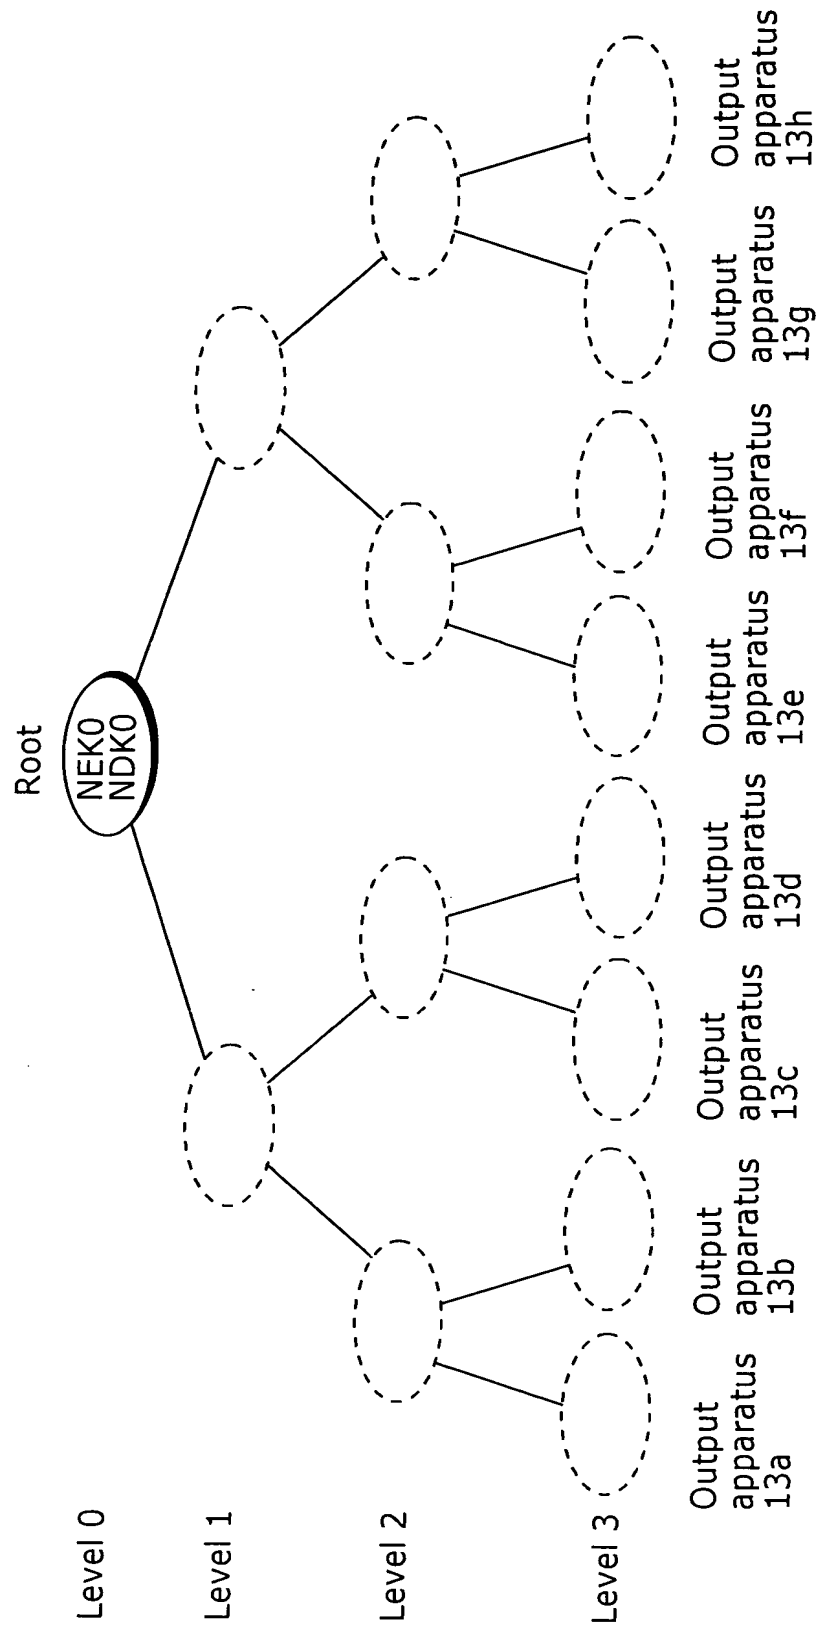 Root
Level 0
NEK0
NDK0
Level 1
Level 2
Level 3
Output
apparatus
13a
Output
apparatus
13b
Output
apparatus
13c
Output
apparatus
13d
Output
apparatus
13e
Output
apparatus
13f
Output
apparatus
13g
Output
apparatus
13h